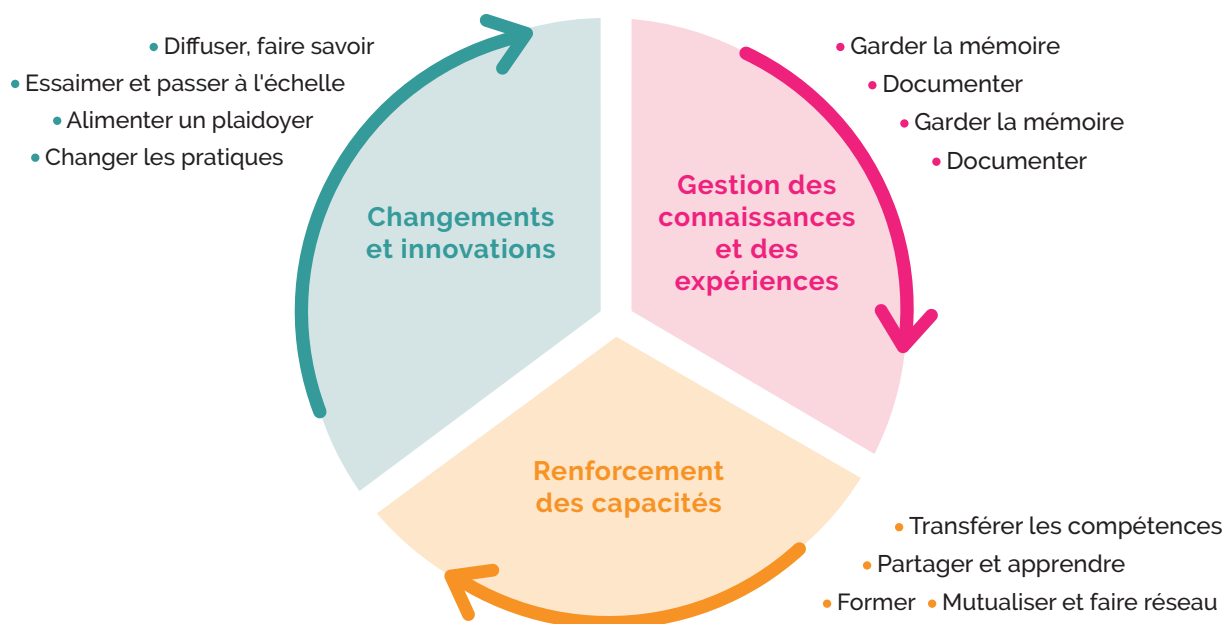 • Diffuser, faire savoir
• Essaimer et passer à l'échelle
• Alimenter un plaidoyer
• Changer les pratiques
Changements
et innovations
• Garder la mémoire
• Documenter
• Garder la mémoire
• Documenter
Gestion des
connaissances
et des
expériences
Renforcement
des capacités
• Transférer les compétences
• Partager et apprendre
• Former • Mutualiser et faire réseau